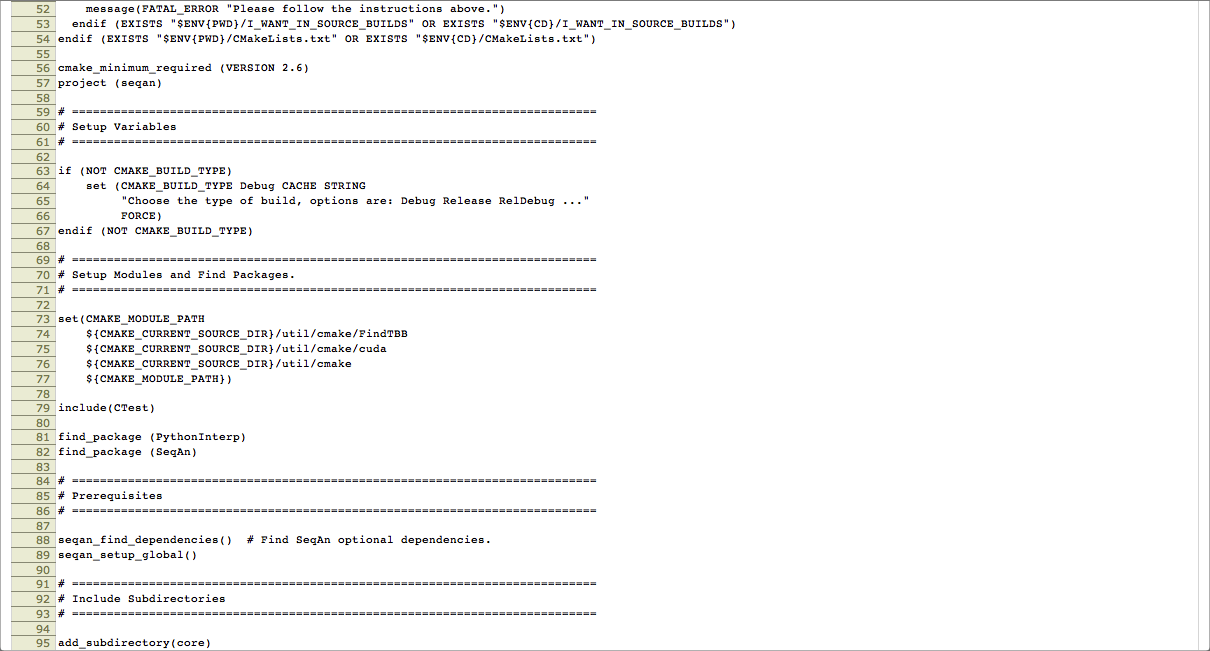 52 message(FATAL_ERROR "Please follow the instructions above.")
53 endif (EXISTS "$ENV{PWD}/I_WANT_IN_SOURCE_BUILDS" OR EXISTS "$ENV{CD}/I_WANT_IN_SOURCE_BUILDS")
54 endif (EXISTS "$ENV{PWD}/CMakeLists.txt" OR EXISTS "$ENV{CD}/CMakeLists.txt")
55
56 cmake_minimum_required (VERSION 2.6)
57 project (seqan)
58
59 # ===========================================================================
60 # Setup Variables
61 # ===========================================================================
62
63 if (NOT CMAKE_BUILD_TYPE)
64 set (CMAKE_BUILD_TYPE Debug CACHE STRING
65 "Choose the type of build, options are: Debug Release RelDebug ..."
66 FORCE)
67 endif (NOT CMAKE_BUILD_TYPE)
68
69 # ===========================================================================
70 # Setup Modules and Find Packages.
71 # ===========================================================================
72
73 set(CMAKE_MODULE_PATH
74 ${CMAKE_CURRENT_SOURCE_DIR}/util/cmake/FindTBB
75 ${CMAKE_CURRENT_SOURCE_DIR}/util/cmake/cuda
76 ${CMAKE_CURRENT_SOURCE_DIR}/util/cmake
77 ${CMAKE_MODULE_PATH})
78
79 include(CTest)
80
81 find_package (PythonInterp)
82 find_package (SeqAn)
83
84 # ===========================================================================
85 # Prerequisites
86 # ===========================================================================
87
88 seqan_find_dependencies()  # Find SeqAn optional dependencies.
89 seqan_setup_global()
90
91 # ===========================================================================
92 # Include Subdirectories
93 # ===========================================================================
94
95 add_subdirectory(core)